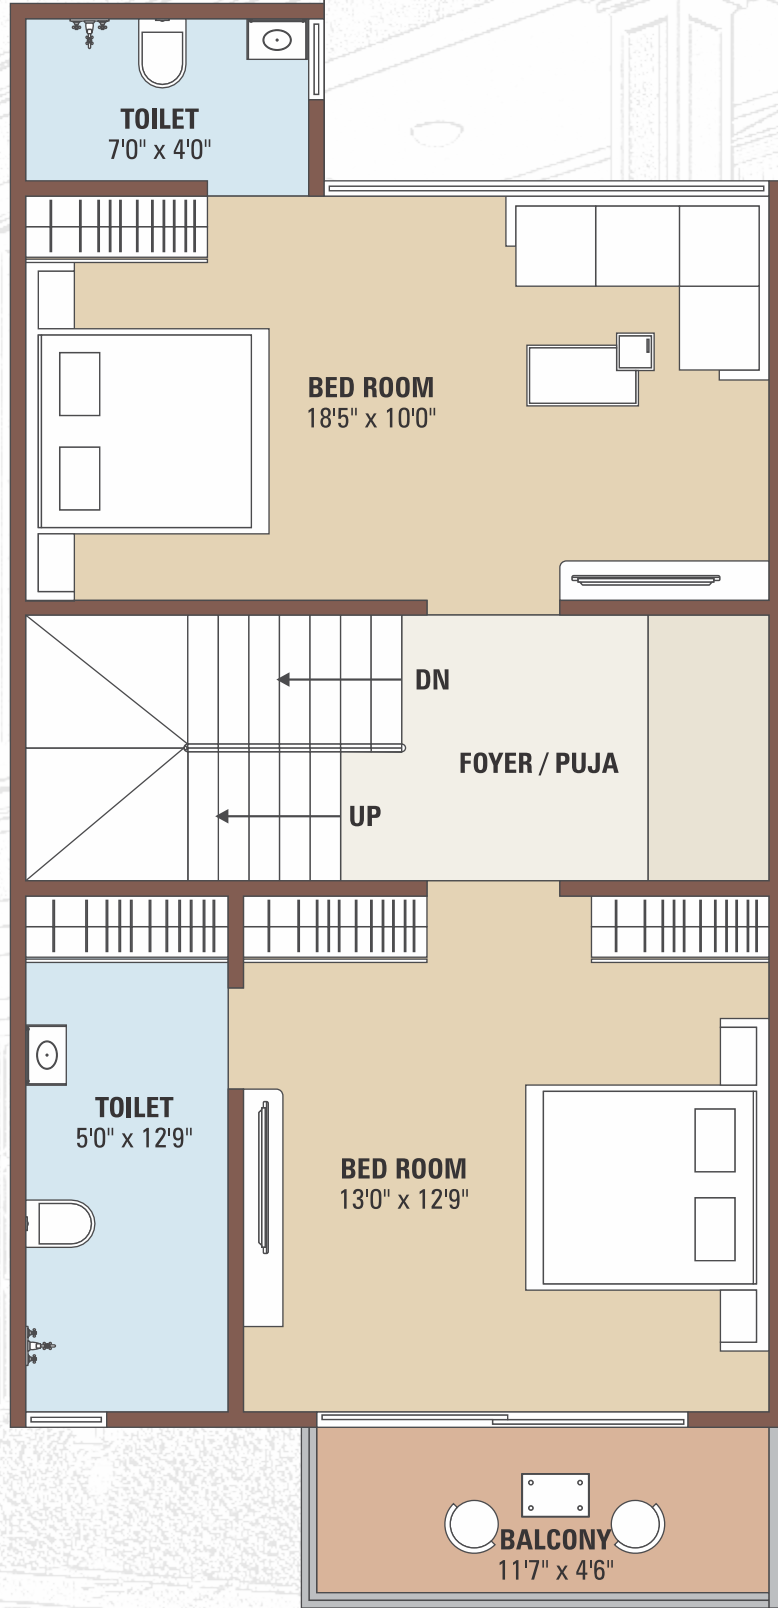 TOILET
7'0" x 4'0"
BED ROOM
18'5" x 10'0"
DN
FOYER / PUJA
UP
TOILET
5'0" x 12'9"
BED ROOM
13'0" x 12'9"
BALCONY
11'7" x 4'6"